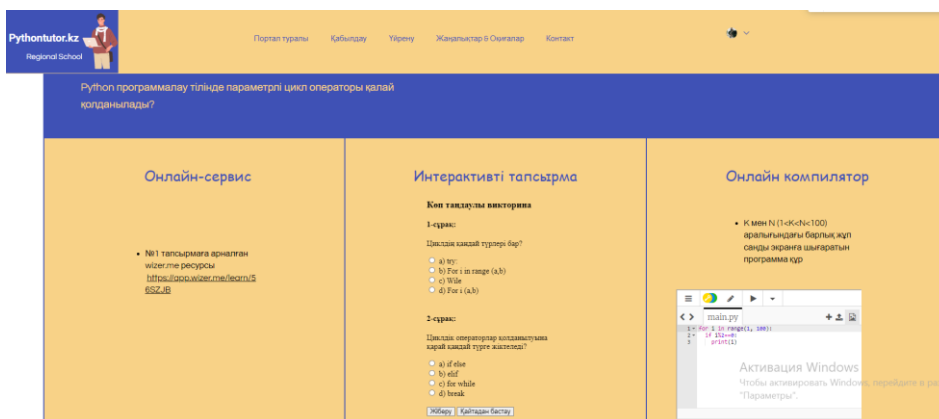 Pythontutor.kz
Regional School
Портал туралы Қабылдау Үйрену Жаңалықтар & Оқиғалар Контакт
Python программалау тілінде параметрлі цикл операторы қалай
қолданылады?
Онлайн-сервис
№1 тапсырмаға арналған
wizer.me ресурсы
https://app.wizer.me/learn/5
6SZJB
Интерактивті тапсырма
Көп таңдаулы викторина
1-сұрақ:
Циклдің қандай түрлері бар?
a) try:
b) For i in range (a,b)
c) Wile
d) For i (a,b)
2-сұрақ:
Циклдік операторлар қолданылуына
қарай қандай түрге жіктеледі?
a) if else
b) elif
c) for while
d) break
Жіберу Қайтадан бастау
Онлайн компилятор
K мен N (1<K<N<100)
аралығындағы барлық жұп
санды экранға шығаратын
программа құр
main.py
1 for i in range(1, 100):
2 if i%2==0:
3 print(i)
Активация Windows
Чтобы активировать Windows, перейдите в ра
"Параметры".